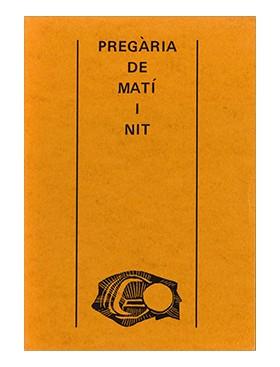 PREGÀRIA
DE
MATÍ
I
NIT